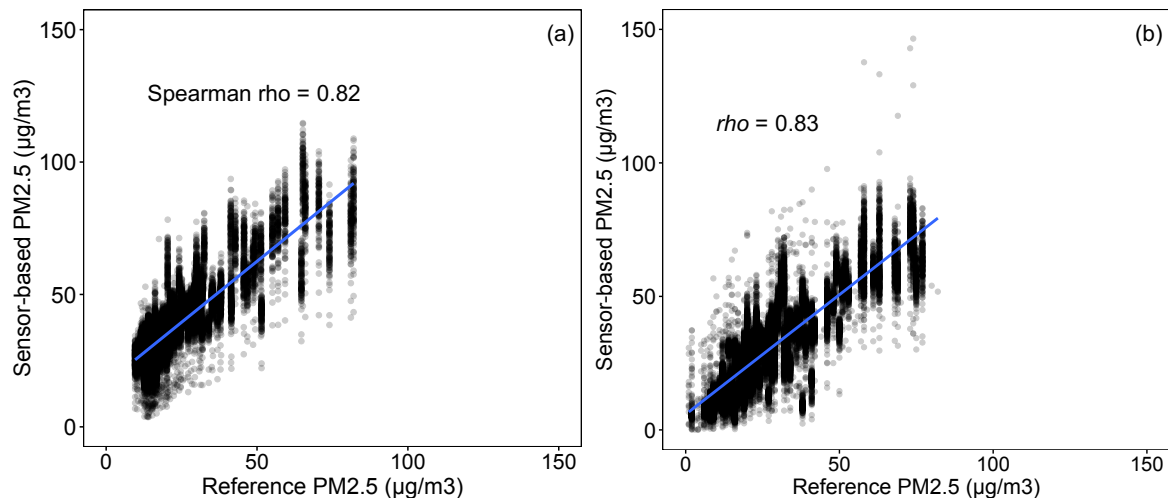 (a)
Spearman rho = 0.82
Sensor-based PM2.5 (µg/m3)
150
100
50
0
0
50
100
150
Reference PM2.5 (µg/m3)
(b)
rho = 0.83
Sensor-based PM2.5 (µg/m3)
150
100
50
0
0
50
100
150
Reference PM2.5 (µg/m3)